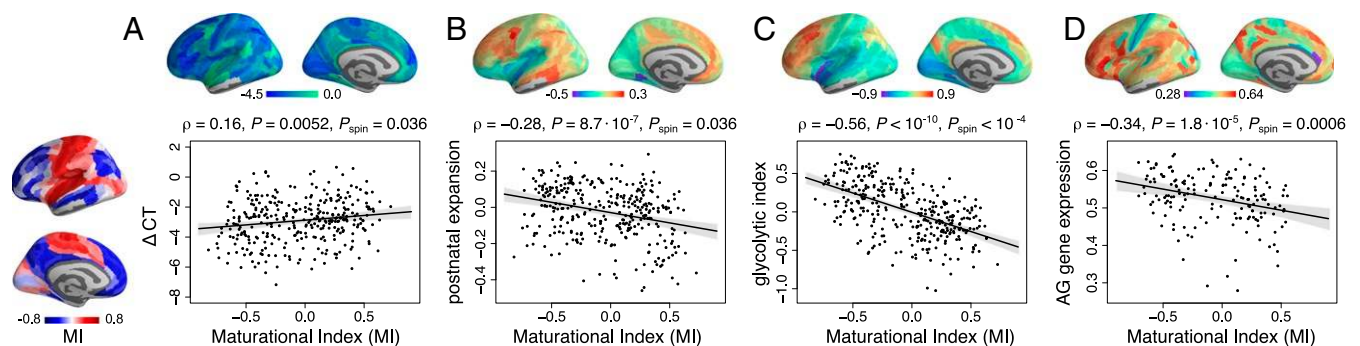 A
B
C
D
-4.5 0.0
-0.5 0.3
-0.9 0.9
0.28 0.64
ρ = 0.16, P = 0.0052, Pspin = 0.036
ρ = −0.28, P = 8.7 · 10-7, Pspin = 0.036
ρ = −0.56, P < 10-10, Pspin < 10-4
ρ = −0.34, P = 1.8 · 10-5, Pspin = 0.0006
-0.8 0.8
MI
Δ CT
2
0
−2
−4
−6
−8
−0.5 0.0 0.5
Maturational Index (MI)
postnatal expansion
0.2
0.0
−0.2
−0.4
−0.5 0.0 0.5
Maturational Index (MI)
glycolytic index
0.5
0.0
−0.5
−1.0
−0.5 0.0 0.5
Maturational Index (MI)
AG gene expression
0.6
0.5
0.4
0.3
−0.5 0.0 0.5
Maturational Index (MI)